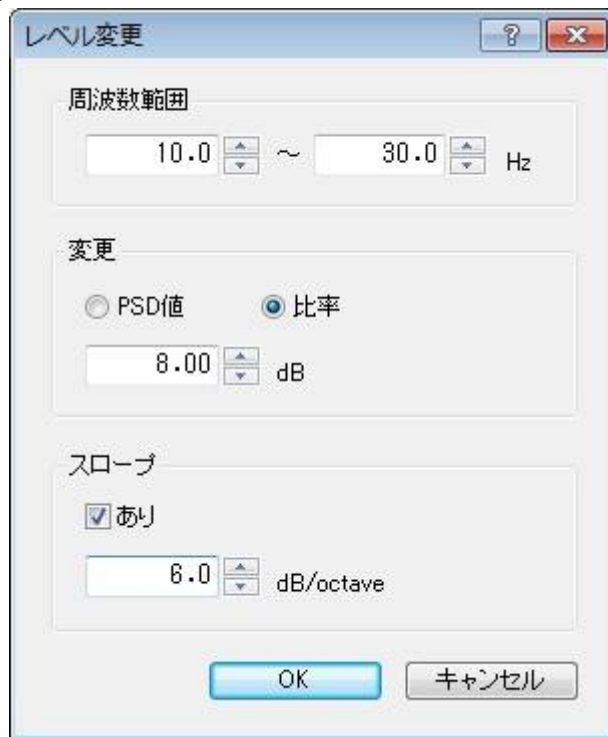 レベル変更
周波数範囲
10.0 ～ 30.0 Hz
変更
PSD値 比率
8.00 dB
スロープ
あり
6.0 dB/octave
OK キャンセル